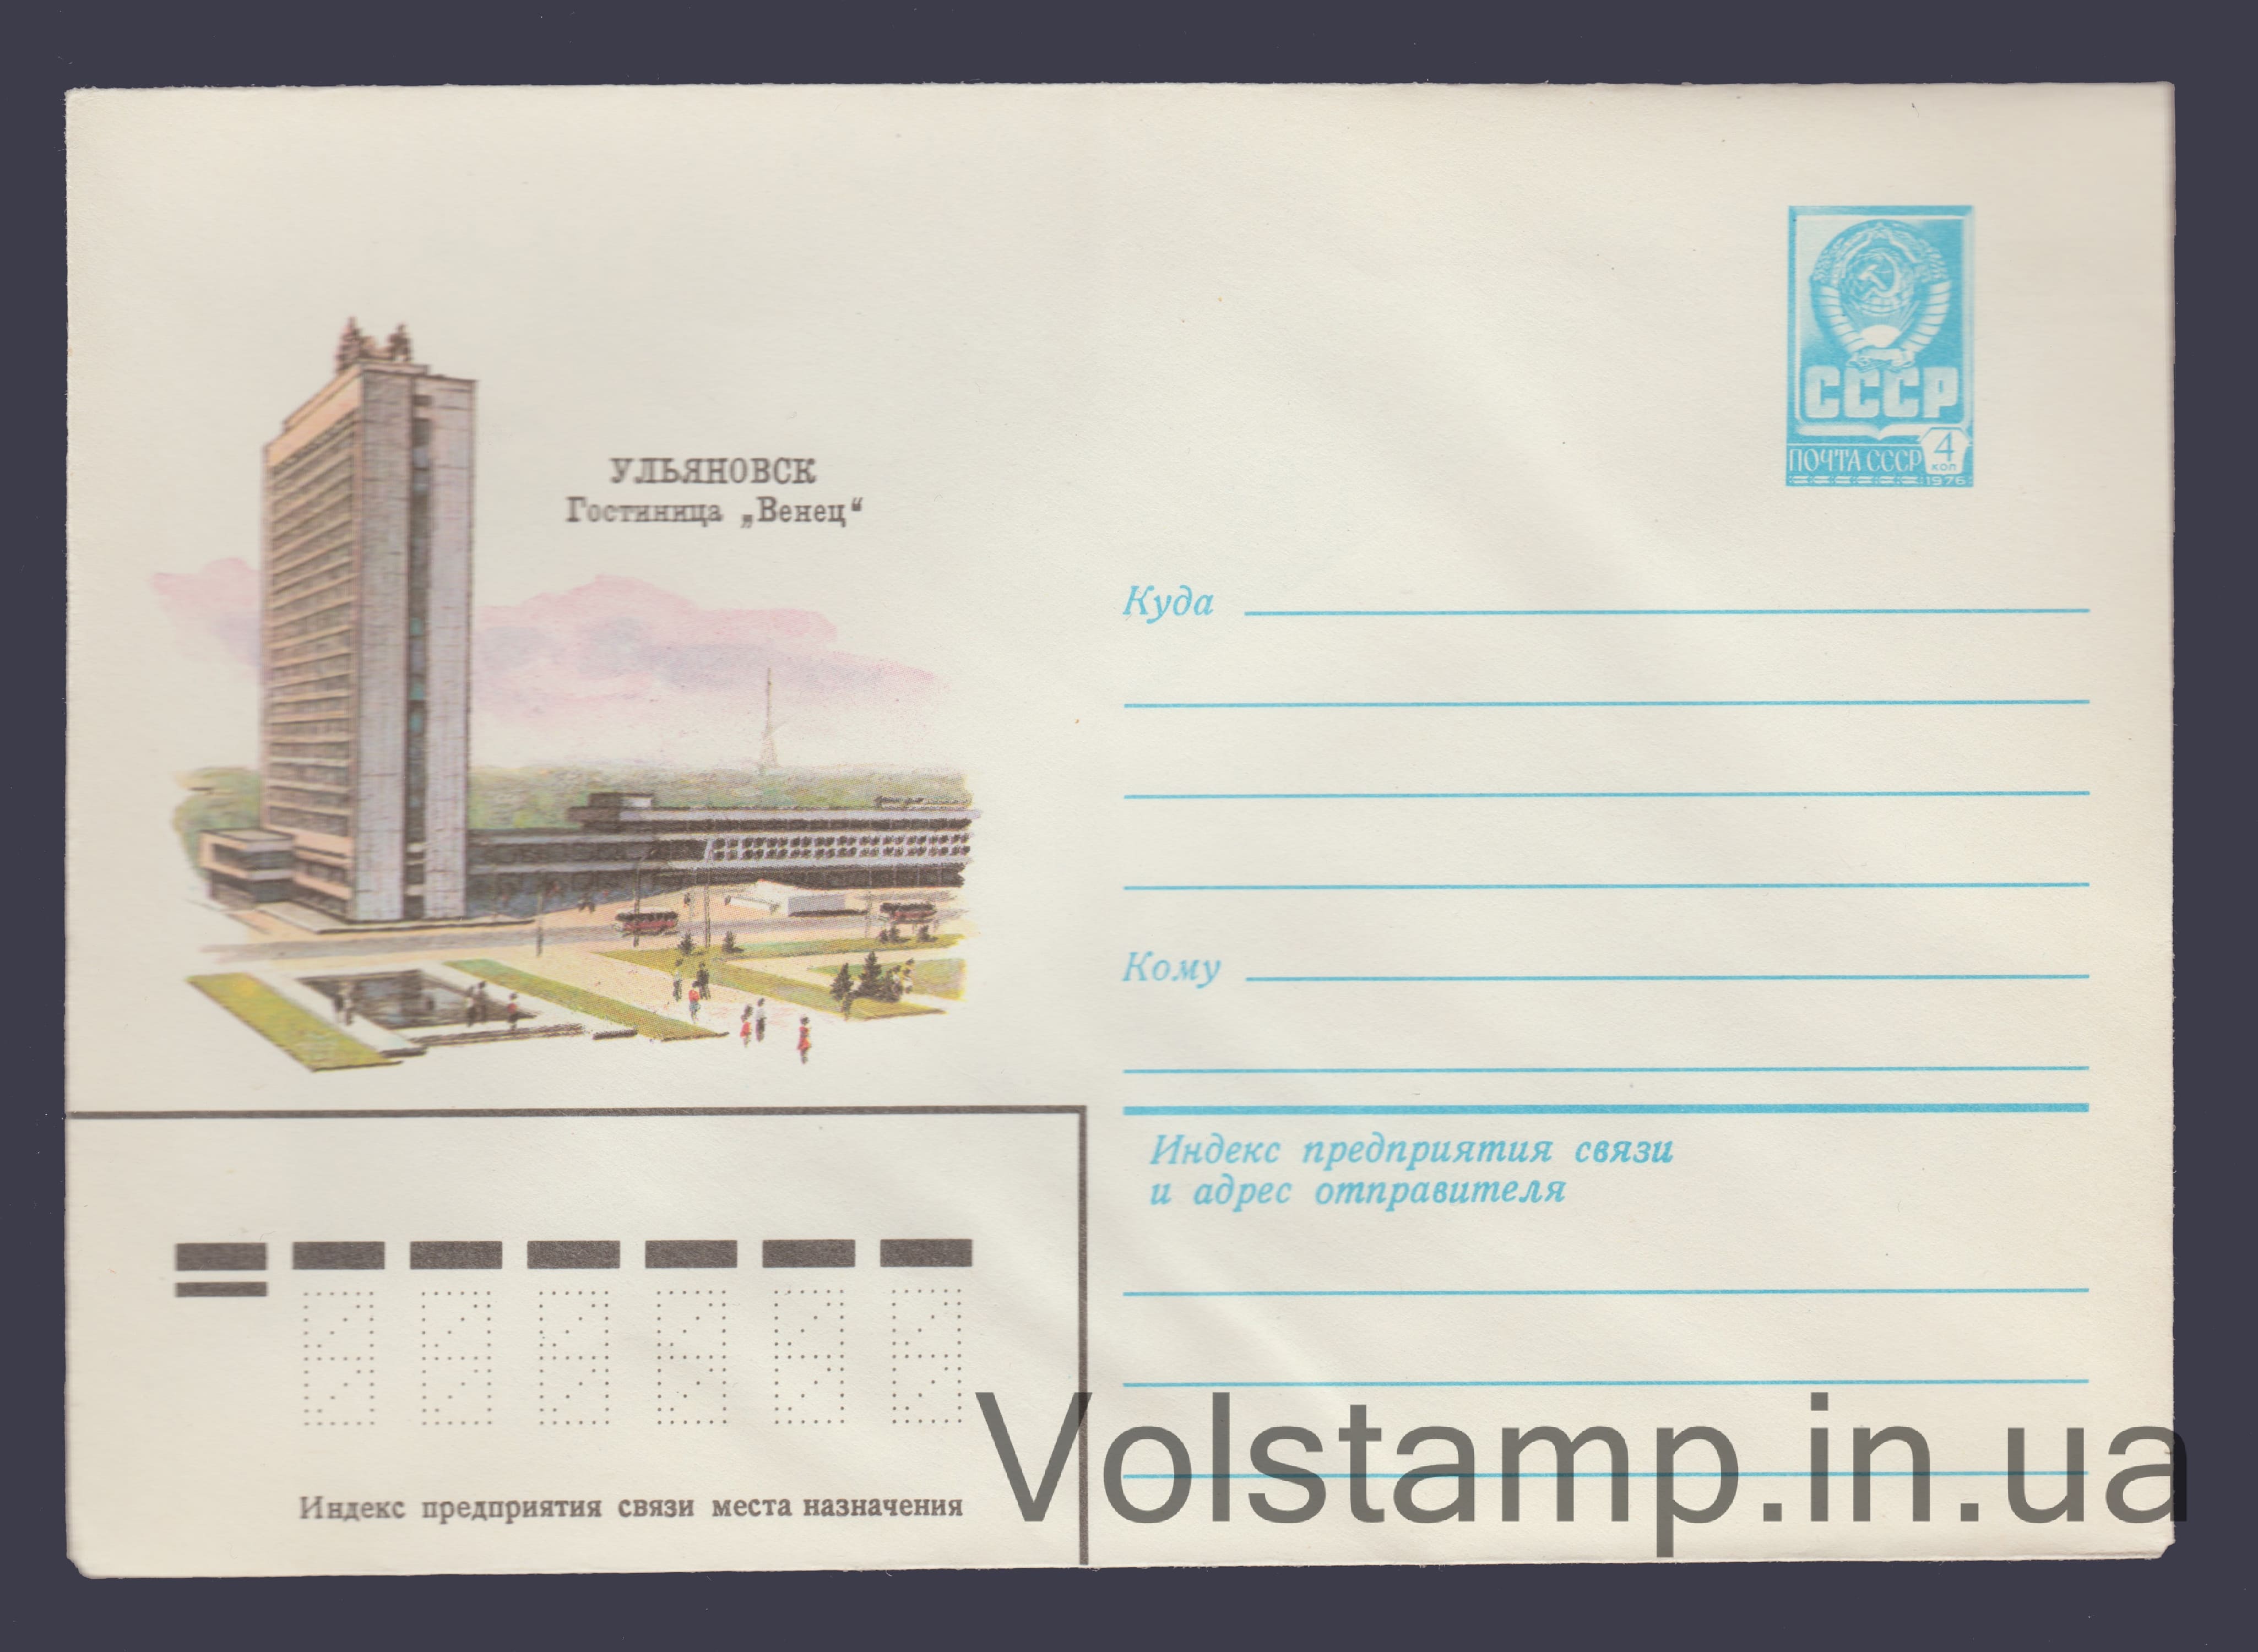 УЛЬЯНОВСК
Гостиница „Венец“
СССР
ПОЧТА СССР 4 коп
1976
Куда
Кому
Индекс предприятия связи
и адрес отправителя
Индекс предприятия связи места назначения
Volstamp.in.ua